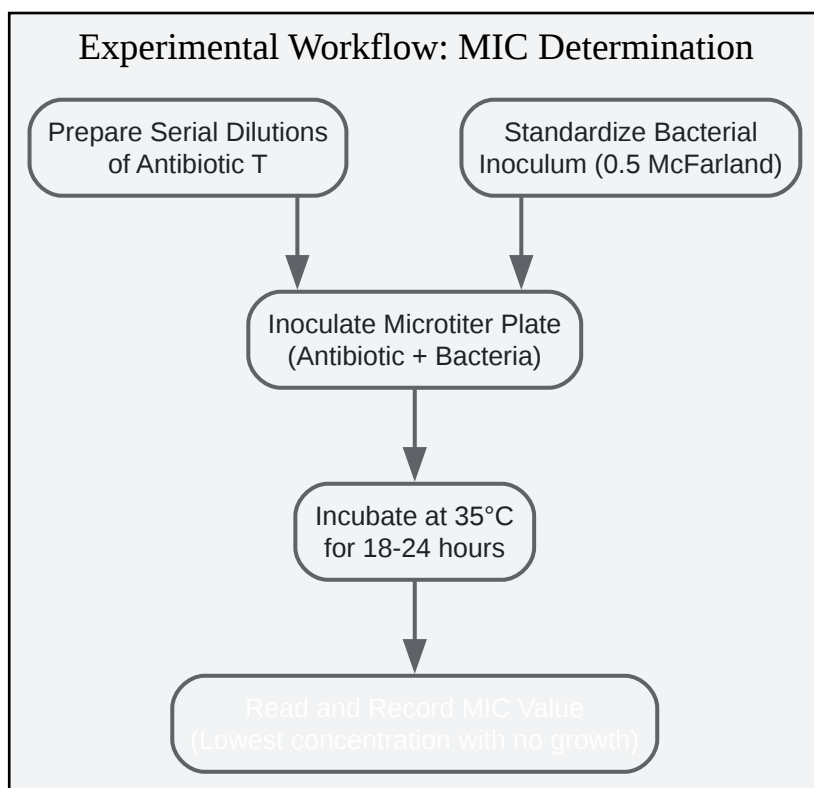 Experimental Workflow: MIC Determination
Prepare Serial Dilutions
of Antibiotic T
Standardize Bacterial
Inoculum (0.5 McFarland)
Inoculate Microtiter Plate
(Antibiotic + Bacteria)
Incubate at 35°C
for 18-24 hours
Read and Record MIC Value
(Lowest concentration with no growth)